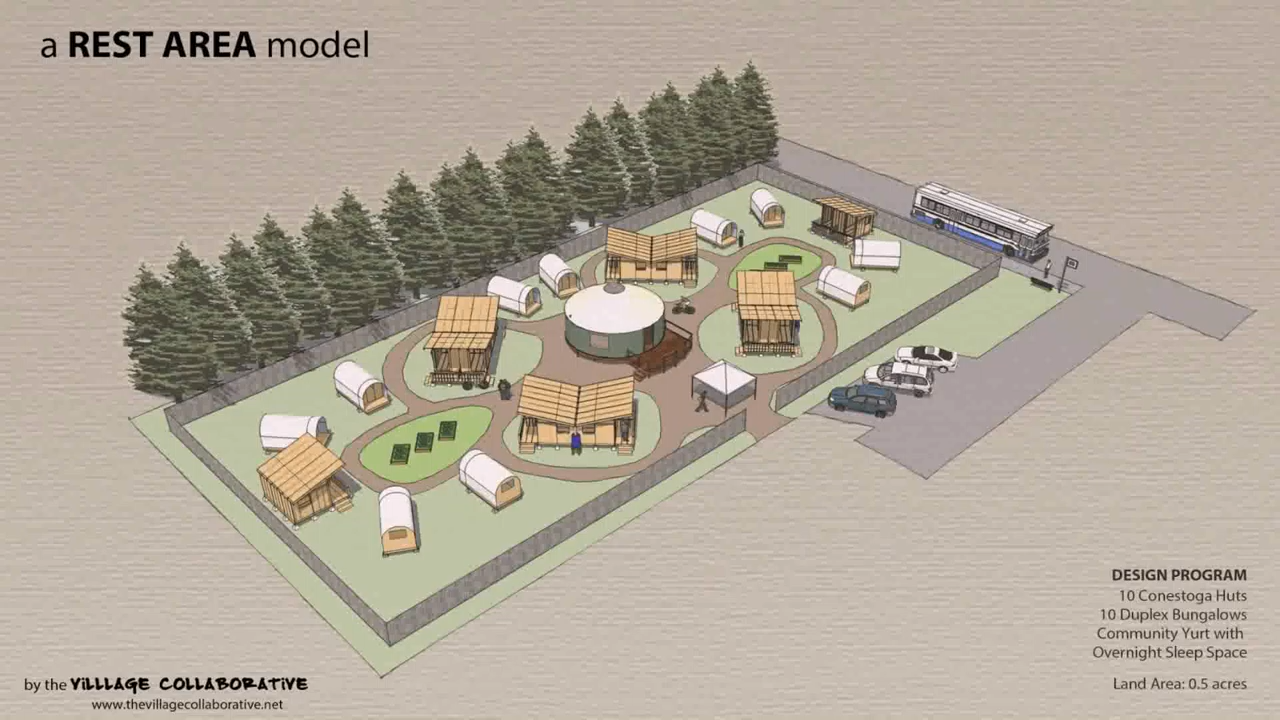 a REST AREA model
DESIGN PROGRAM
10 Conestoga Huts
10 Duplex Bungalows
Community Yurt with
Overnight Sleep Space
Land Area: 0.5 acres
by the ViLLLAGE COLLABORATiVE
www.thevillagecollaborative.net